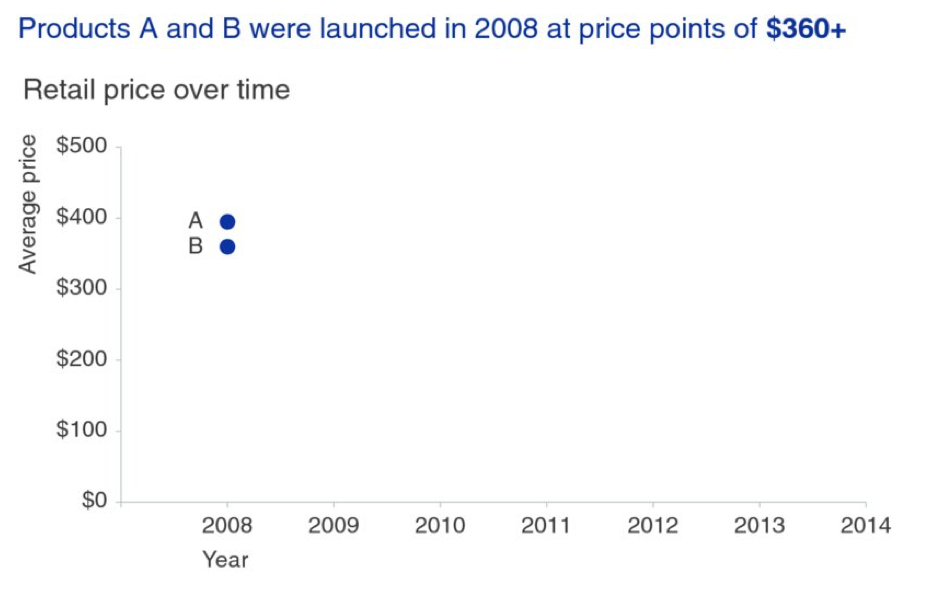 Products A and B were launched in 2008 at price points of $360+
Retail price over time
Average price
$500
$400
$300
$200
$100
$0
A
B
2008 2009 2010 2011 2012 2013 2014
Year